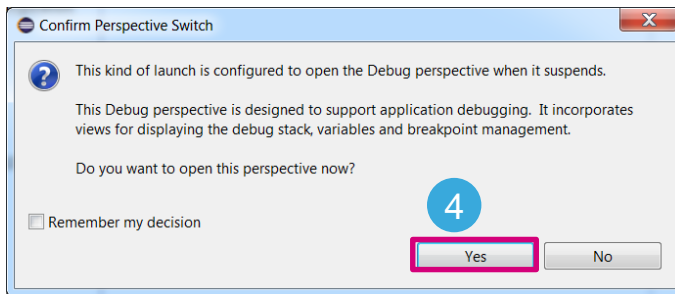 Confirm Perspective Switch
X
This kind of launch is configured to open the Debug perspective when it suspends.
This Debug perspective is designed to support application debugging.  It incorporates
views for displaying the debug stack, variables and breakpoint management.
Do you want to open this perspective now?
Remember my decision
4
Yes
No